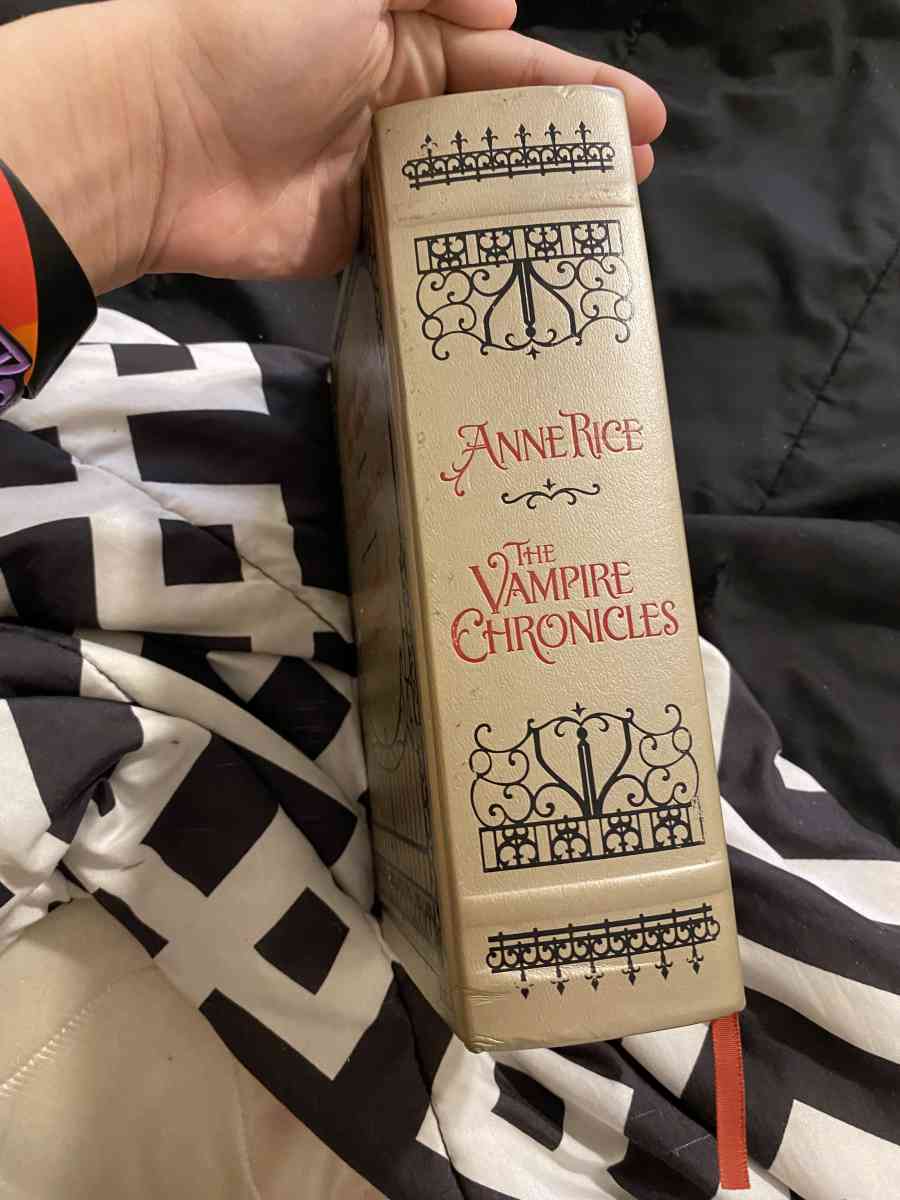 ANNE RICE
THE
VAMPIRE
CHRONICLES